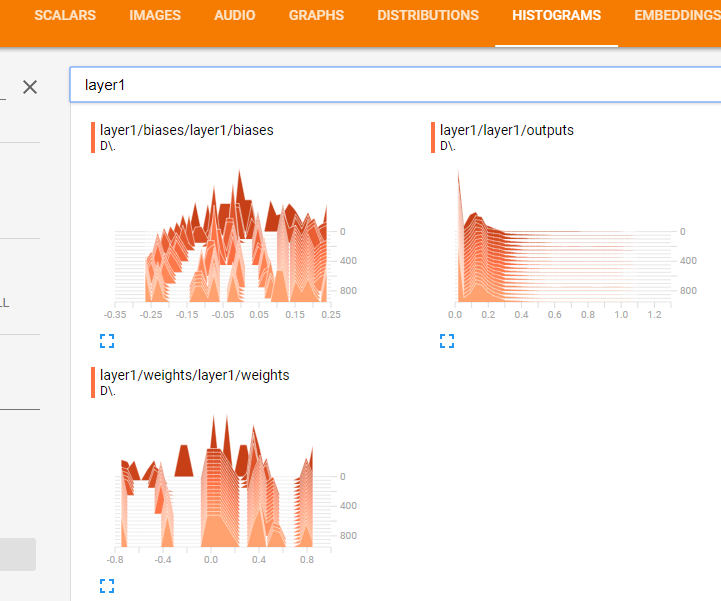 SCALARS IMAGES AUDIO GRAPHS DISTRIBUTIONS HISTOGRAMS EMBEDDINGS
layer1
layer1/biases/layer1/biases
D\.
0
400
800
-0.35 -0.25 -0.15 -0.05 0.05 0.15 0.25
layer1/layer1/outputs
D\.
0
400
800
0.0 0.2 0.4 0.6 0.8 1.0 1.2
layer1/weights/layer1/weights
D\.
0
400
800
-0.8 -0.4 0.0 0.4 0.8